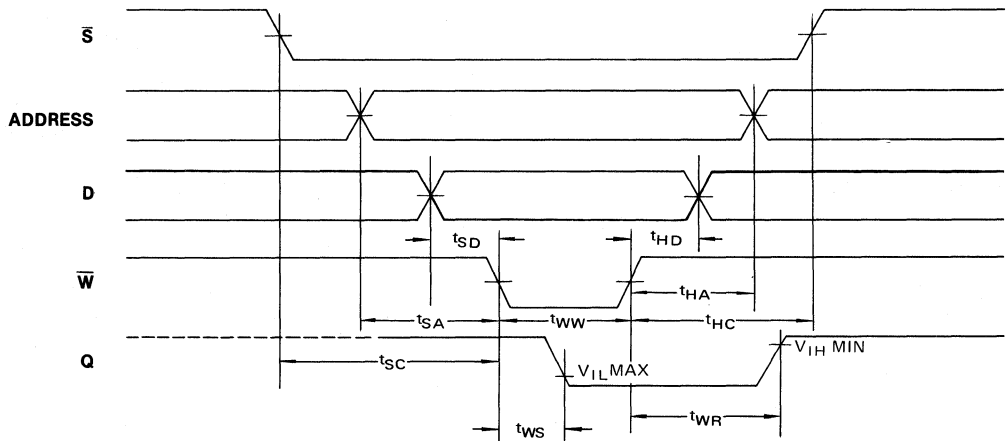 S̅
ADDRESS
D
tSD
tHD
W̅
tHA
tSA
tWW
tHC
Q
tSC
VIL MAX
VIH MIN
tWS
tWR